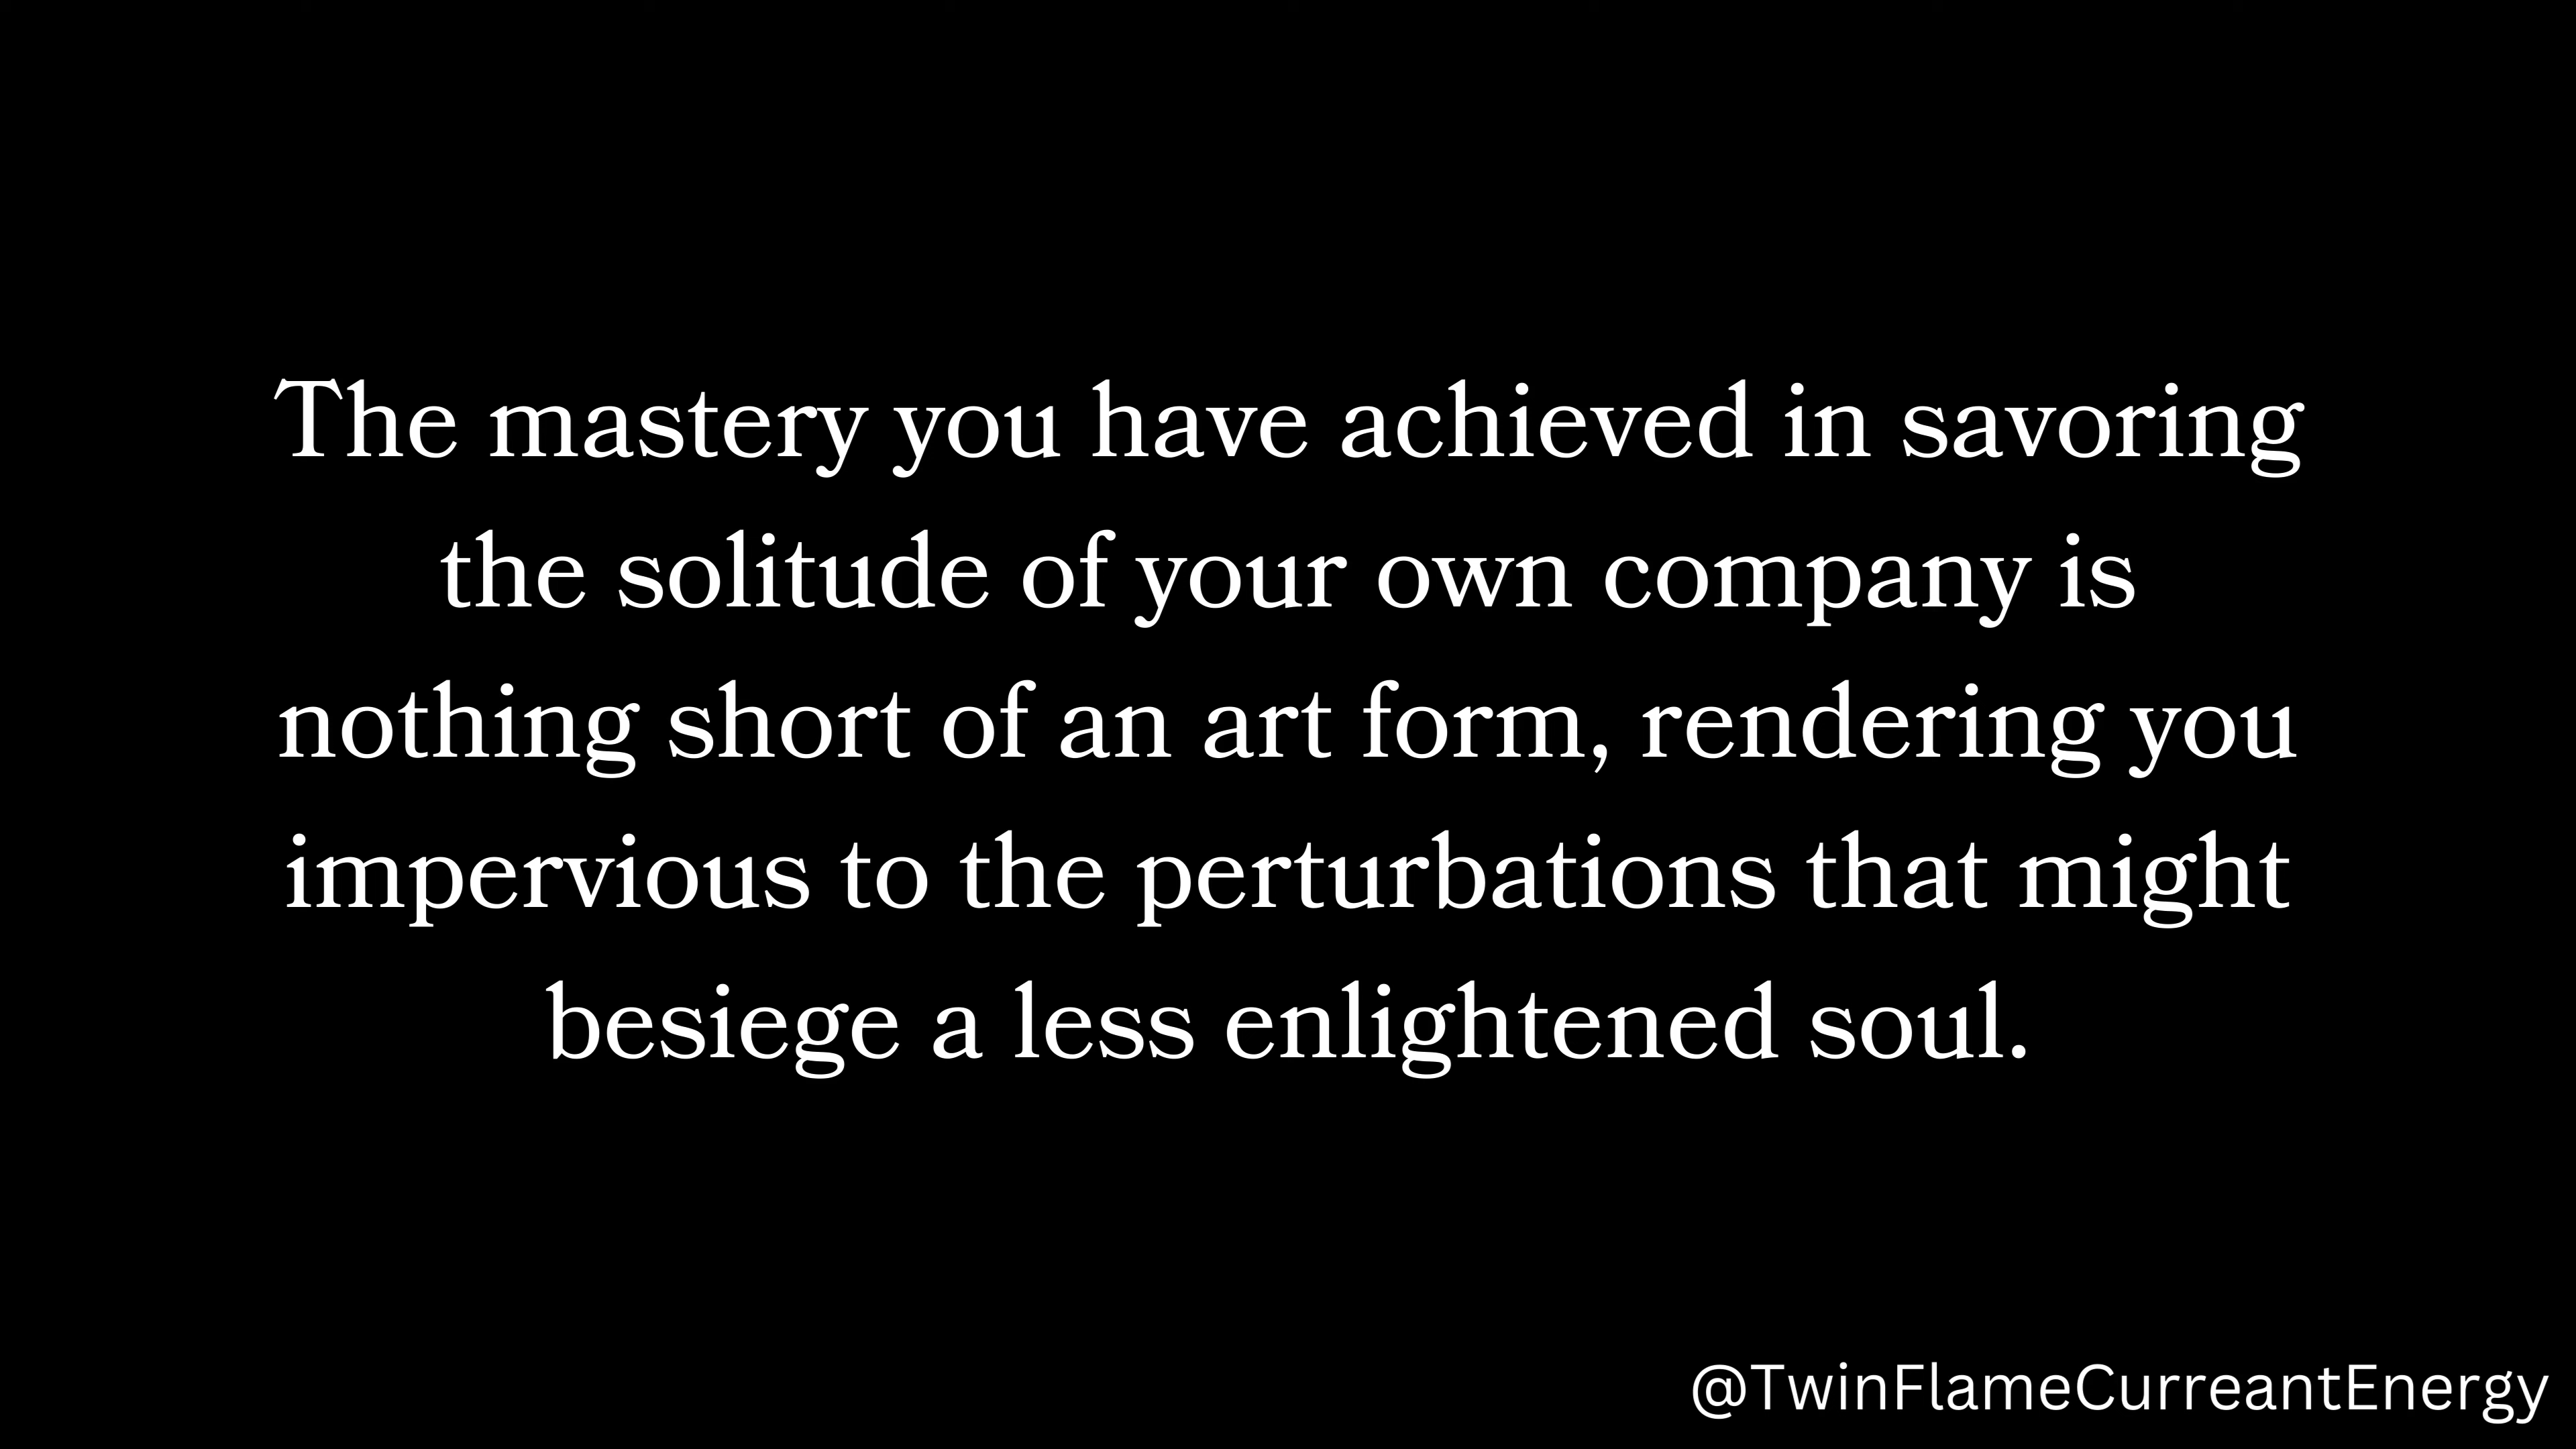 The mastery you have achieved in savoring
the solitude of your own company is
nothing short of an art form, rendering you
impervious to the perturbations that might
besiege a less enlightened soul.
@TwinFlameCurreantEnergy